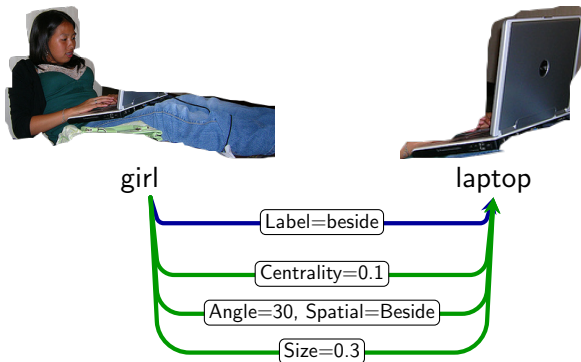 girl
laptop
Label=beside
Centrality=0.1
Angle=30, Spatial=Beside
Size=0.3